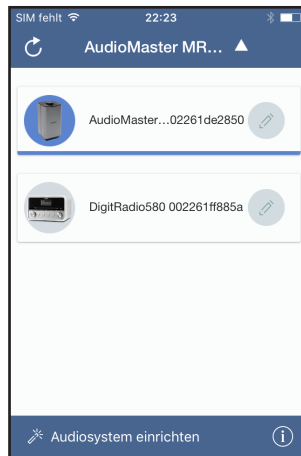 SIM fehlt 22:23
AudioMaster MR... ▲
AudioMaster...02261de2850
DigitRadio580 002261ff885a
Audiosystem einrichten